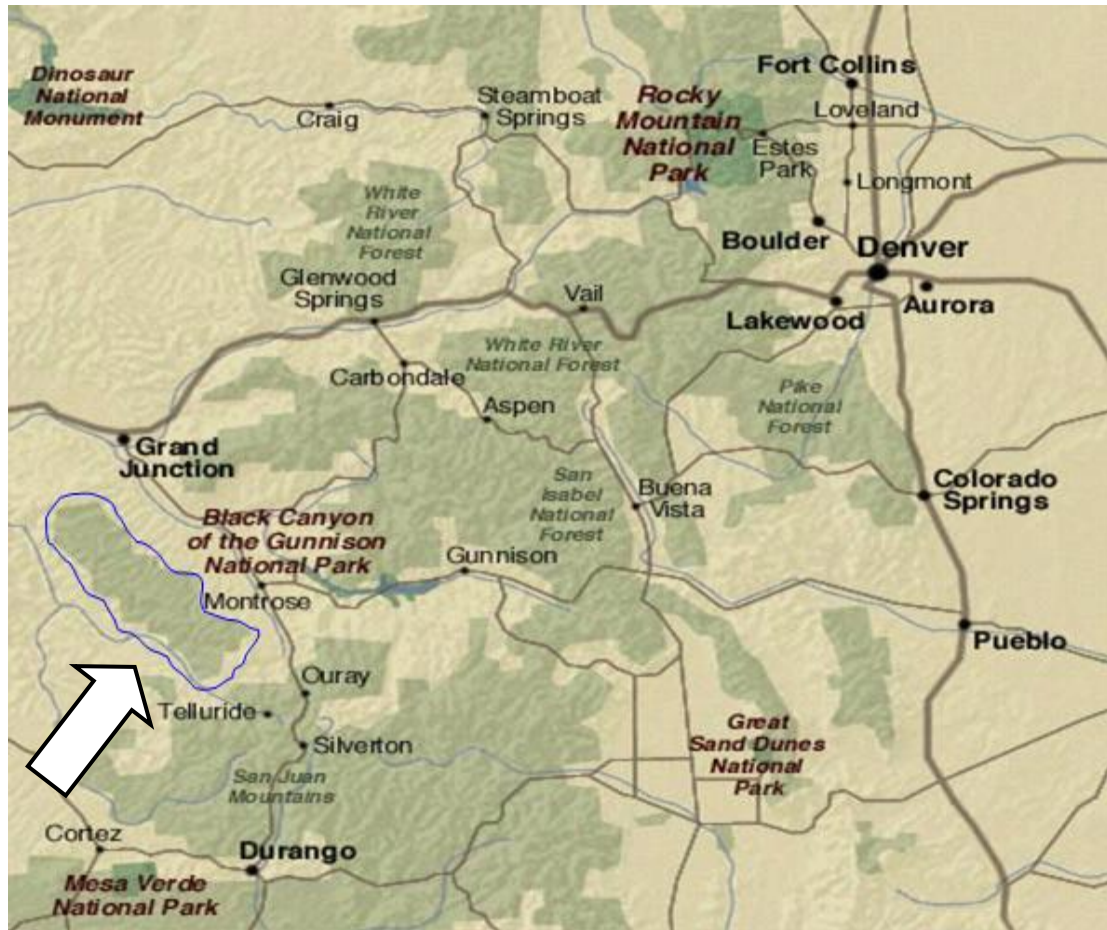 Dinosaur
National
Monument
Craig
Steamboat
Springs
Rocky
Mountain
National
Park
Fort Collins
Loveland
Estes
Park
Longmont
White
River
National
Forest
Boulder
Denver
Glenwood
Springs
Vail
Lakewood
Aurora
White River
National Forest
Carbondale
Aspen
Pike
National
Forest
Grand
Junction
San
Isabel
National
Forest
Buena
Vista
Colorado
Springs
Black Canyon
of the Gunnison
National Park
Gunnison
Montrose
Pueblo
Ouray
Telluride
Silverton
Great
Sand Dunes
National
Park
San Juan
Mountains
Cortez
Durango
Mesa Verde
National Park